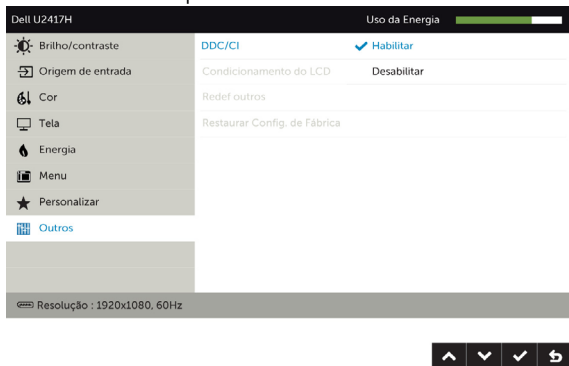 Dell U2417H
Uso da Energia
Brilho/contraste
DDC/CI
Habilitar
Origem de entrada
Condicionamento do LCD
Desabilitar
Cor
Redef outros
Tela
Restaurar Config. de Fábrica
Energia
Menu
Personalizar
Outros
Resolução : 1920x1080, 60Hz